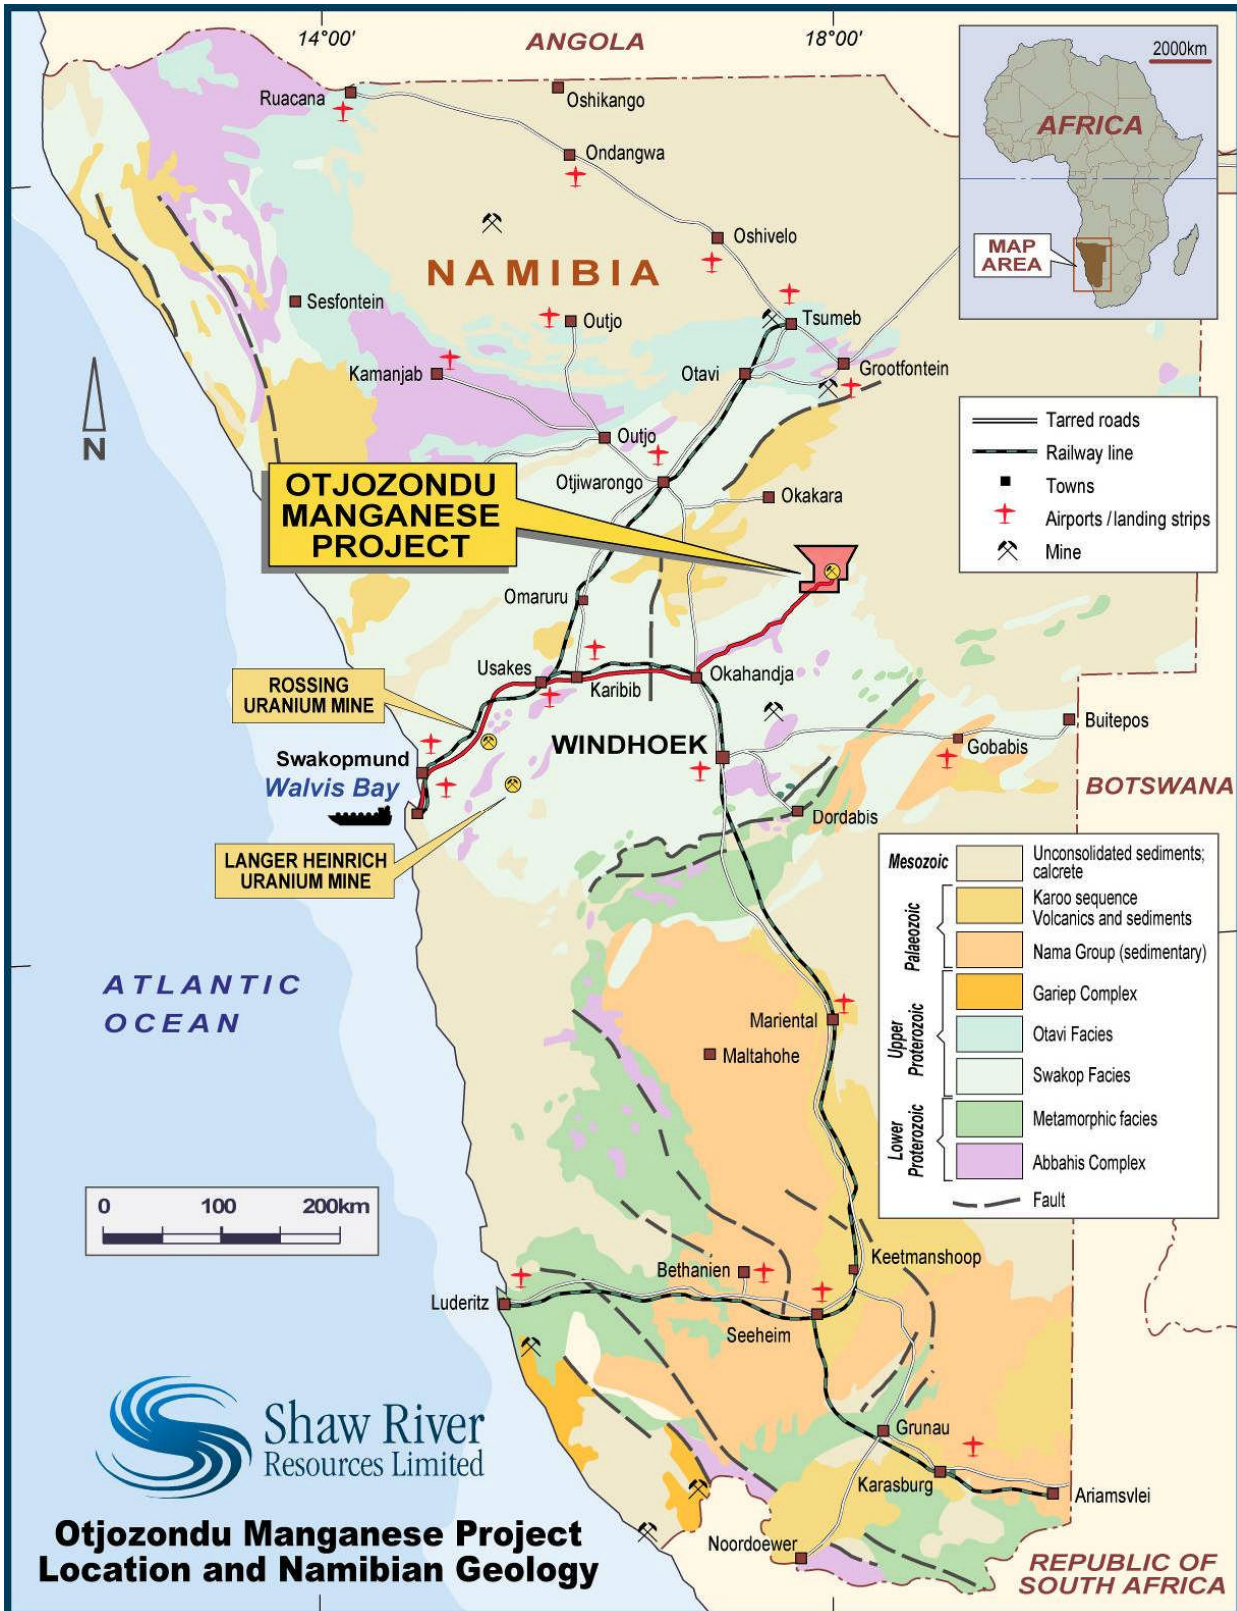 14°00'
ANGOLA
18°00'
2000km
AFRICA
MAP
AREA
Ruacana
Oshikango
Ondangwa
Oshivelo
NAMIBIA
Sesfontein
Outjo
Tsumeb
Kamanjab
Otavi
Grootfontein
N
Outjo
Otjiwarongo
Okakara
Tarred roads
Railway line
Towns
Airports / landing strips
Mine
OTJOZONDU
MANGANESE
PROJECT
Omaruru
Usakes
Karibib
Okahandja
ROSSING
URANIUM MINE
Buitepos
WINDHOEK
Gobabis
Swakopmund
Walvis Bay
BOTSWANA
Dordabis
LANGER HEINRICH
URANIUM MINE
Mesozoic
Unconsolidated sediments;
calcrete
Palaeozoic
Karoo sequence
Volcanics and sediments
Nama Group (sedimentary)
Upper
Proterozoic
Gariep Complex
Otavi Facies
Swakop Facies
Lower
Proterozoic
Metamorphic facies
Abbahis Complex
Fault
ATLANTIC
OCEAN
Mariental
Maltahohe
0 100 200km
Bethanien
Keetmanshoop
Luderitz
Seeheim
Grunau
Karasburg
Ariamsvlei
Noordoewer
Shaw River
Resources Limited
Otjozondu Manganese Project
Location and Namibian Geology
REPUBLIC OF
SOUTH AFRICA